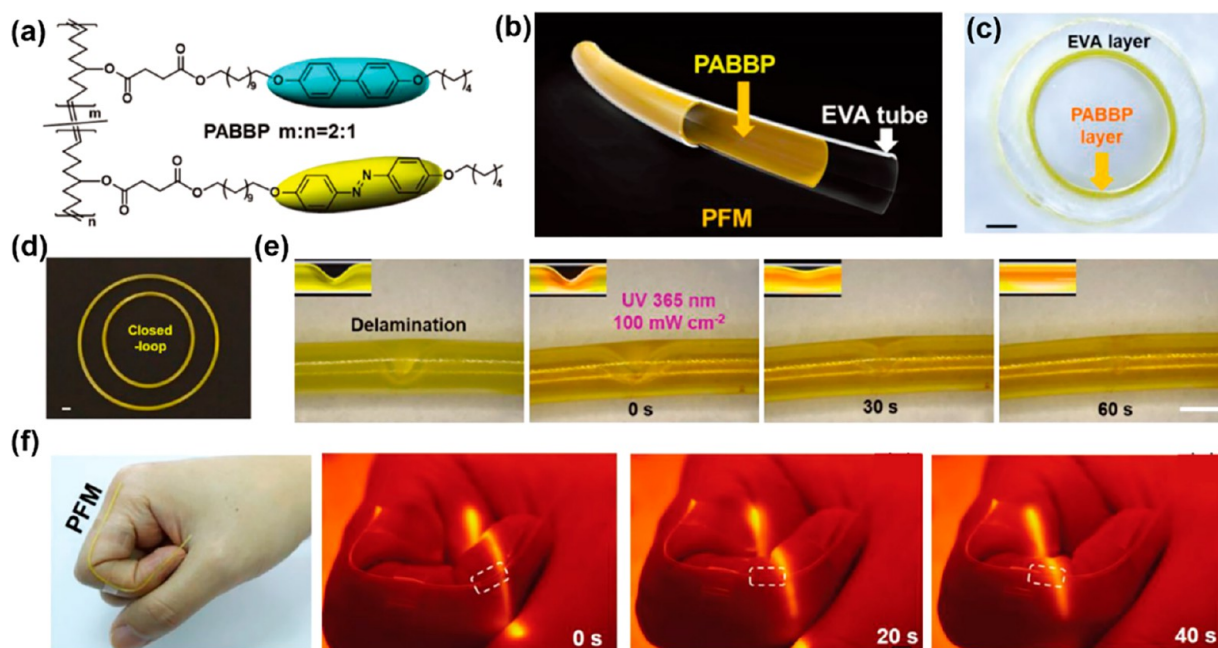 (a)
O
O
O
O
9
O
O
4
m
PABBP m:n=2:1
O
O
O
O
9
O
N
N
O
4
n
(b)
PABBP
EVA tube
PFM
(c)
EVA layer
PABBP
layer
(d)
Closed
-loop
(e)
Delamination
UV 365 nm
100 mW cm-2
0 s
30 s
60 s
(f)
PFM
0 s
20 s
40 s